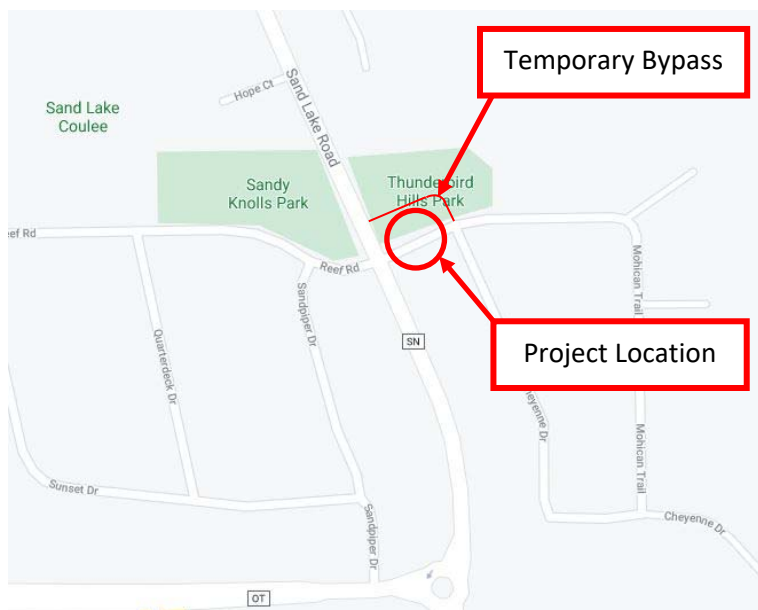 Temporary Bypass
Hope Ct
Sand Lake Road
Sand Lake
Coulee
Sandy
Knolls Park
Thunderbird
Hills Park
ef Rd
Reef Rd
Mohican Trail
Sandpiper Dr
SN
Project Location
Quarterdeck Dr
heyenne Dr
Mohican Trail
Sunset Dr
Sandpiper Dr
Cheyenne Dr
OT